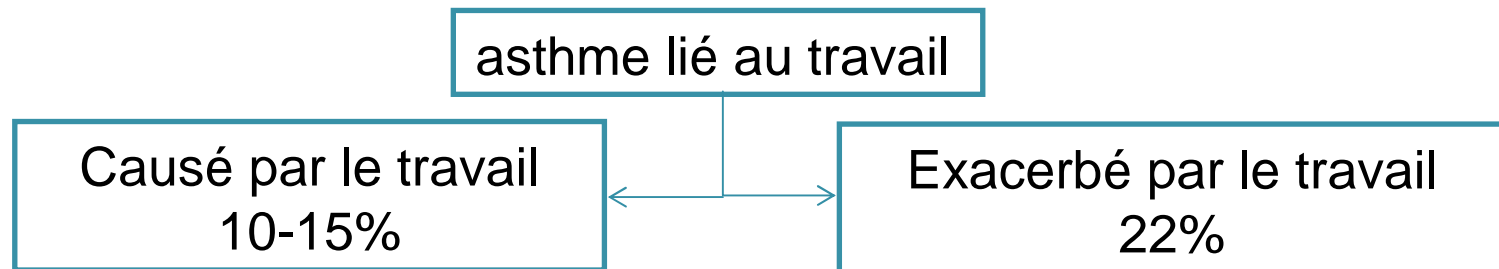 asthme lié au travail
Causé par le travail
10-15%
Exacerbé par le travail
22%